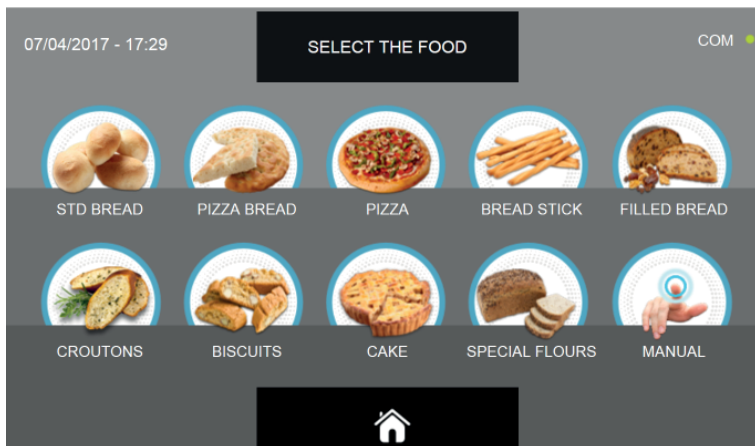 07/04/2017 - 17:29
SELECT THE FOOD
COM
STD BREAD
PIZZA BREAD
PIZZA
BREAD STICK
FILLED BREAD
CROUTONS
BISCUITS
CAKE
SPECIAL FLOURS
MANUAL